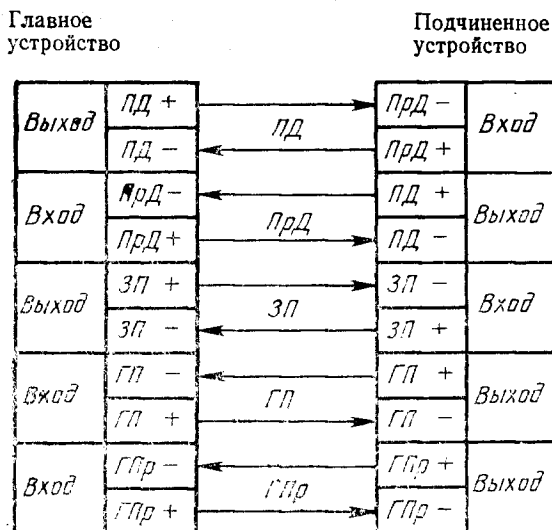 Главное
устройство
Подчиненное
устройство
Выход
ПД +
ПД -
ПД
ПрД -
ПрД +
Вход
Вход
ПрД -
ПрД +
ПрД
ПД +
ПД -
Выход
Выход
ЗП +
ЗП -
ЗП
ЗП -
ЗП +
Вход
Вход
ГП -
ГП +
ГП
ГП +
ГП -
Выход
Вход
ГПр -
ГПр +
ГПр
ГПр +
ГПр -
Выход